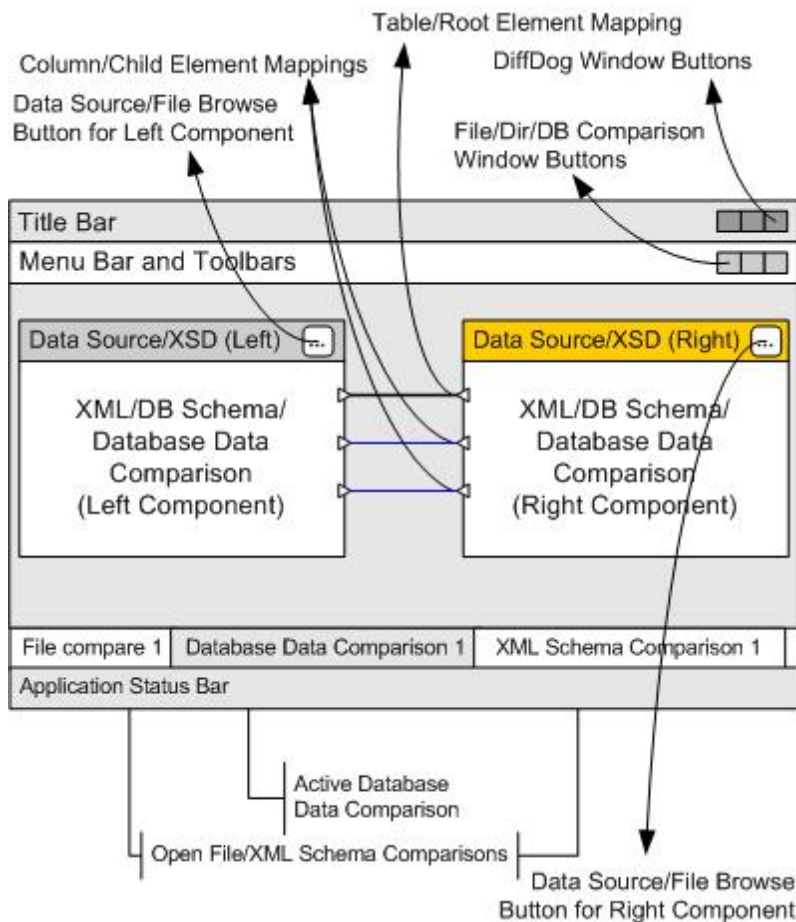 Table/Root Element Mapping
Column/Child Element Mappings
DiffDog Window Buttons
Data Source/File Browse
Button for Left Component
File/Dir/DB Comparison
Window Buttons
Title Bar
Menu Bar and Toolbars
Data Source/XSD (Left)
...
XML/DB Schema/
Database Data
Comparison
(Left Component)
Data Source/XSD (Right)
...
XML/DB Schema/
Database Data
Comparison
(Right Component)
File compare 1
Database Data Comparison 1
XML Schema Comparison 1
Application Status Bar
Active Database
Data Comparison
Open File/XML Schema Comparisons
Data Source/File Browse
Button for Right Component